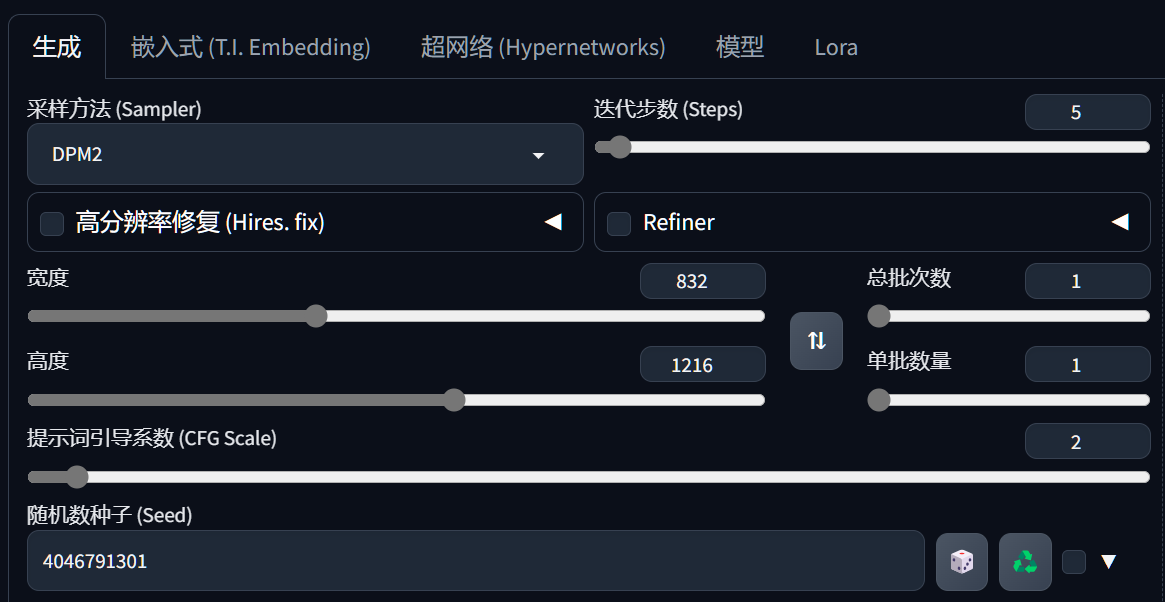 生成 嵌入式 (T.I. Embedding) 超网络 (Hypernetworks) 模型 Lora
采样方法 (Sampler) 迭代步数 (Steps) 5
DPM2
高分辨率修复 (Hires. fix) Refiner
宽度 832 总批次数 1
高度 1216 单批数量 1
提示词引导系数 (CFG Scale) 2
随机数种子 (Seed)
4046791301